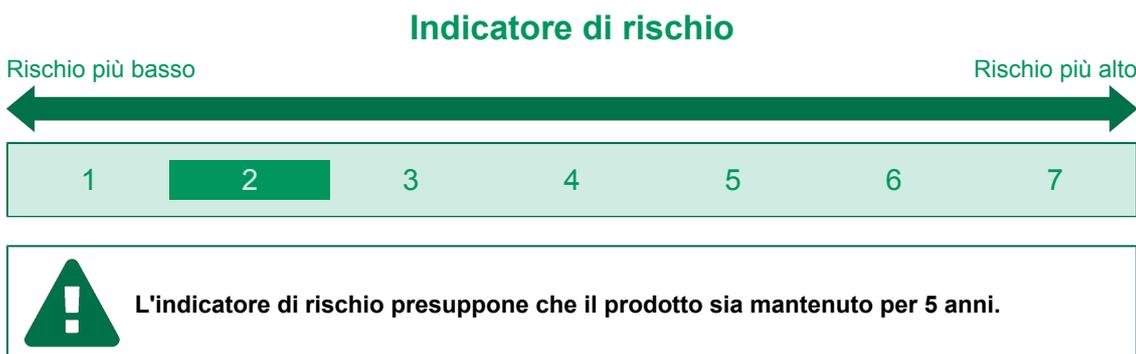 Indicatore di rischio
Rischio più basso Rischio più alto
1 2 3 4 5 6 7
L'indicatore di rischio presuppone che il prodotto sia mantenuto per 5 anni.